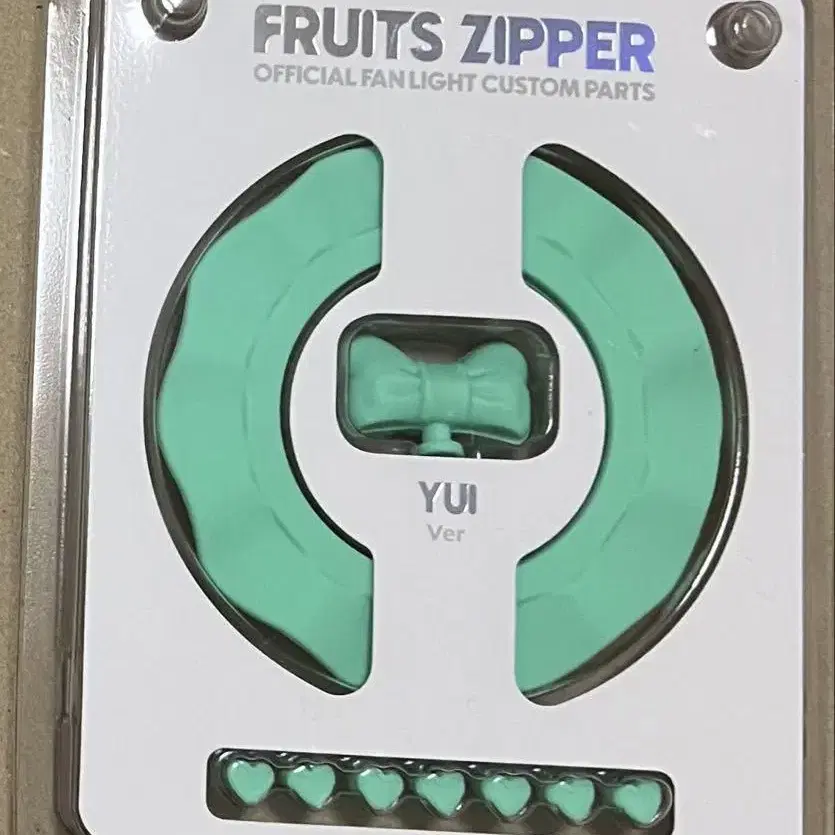 FRUITS ZIPPER
OFFICIAL FAN LIGHT CUSTOM PARTS
YUI
Ver